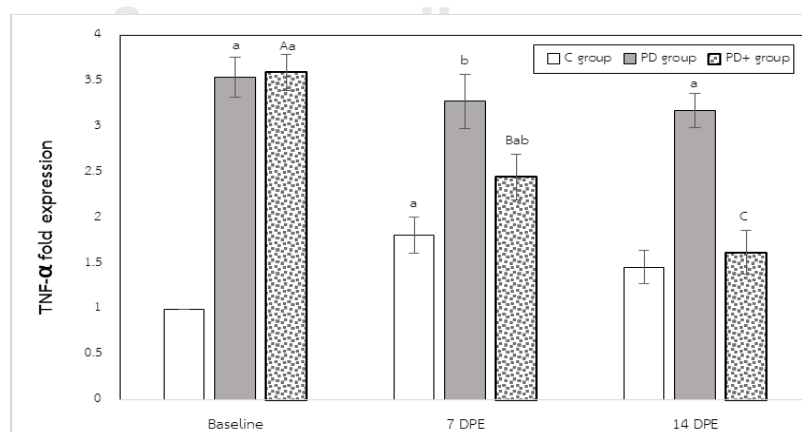 4
3.5
3
2.5
2
1.5
1
0.5
0
TNF-α fold expression
C group PD group PD+ group
a Aa
a b Bab
a C
Baseline 7 DPE 14 DPE